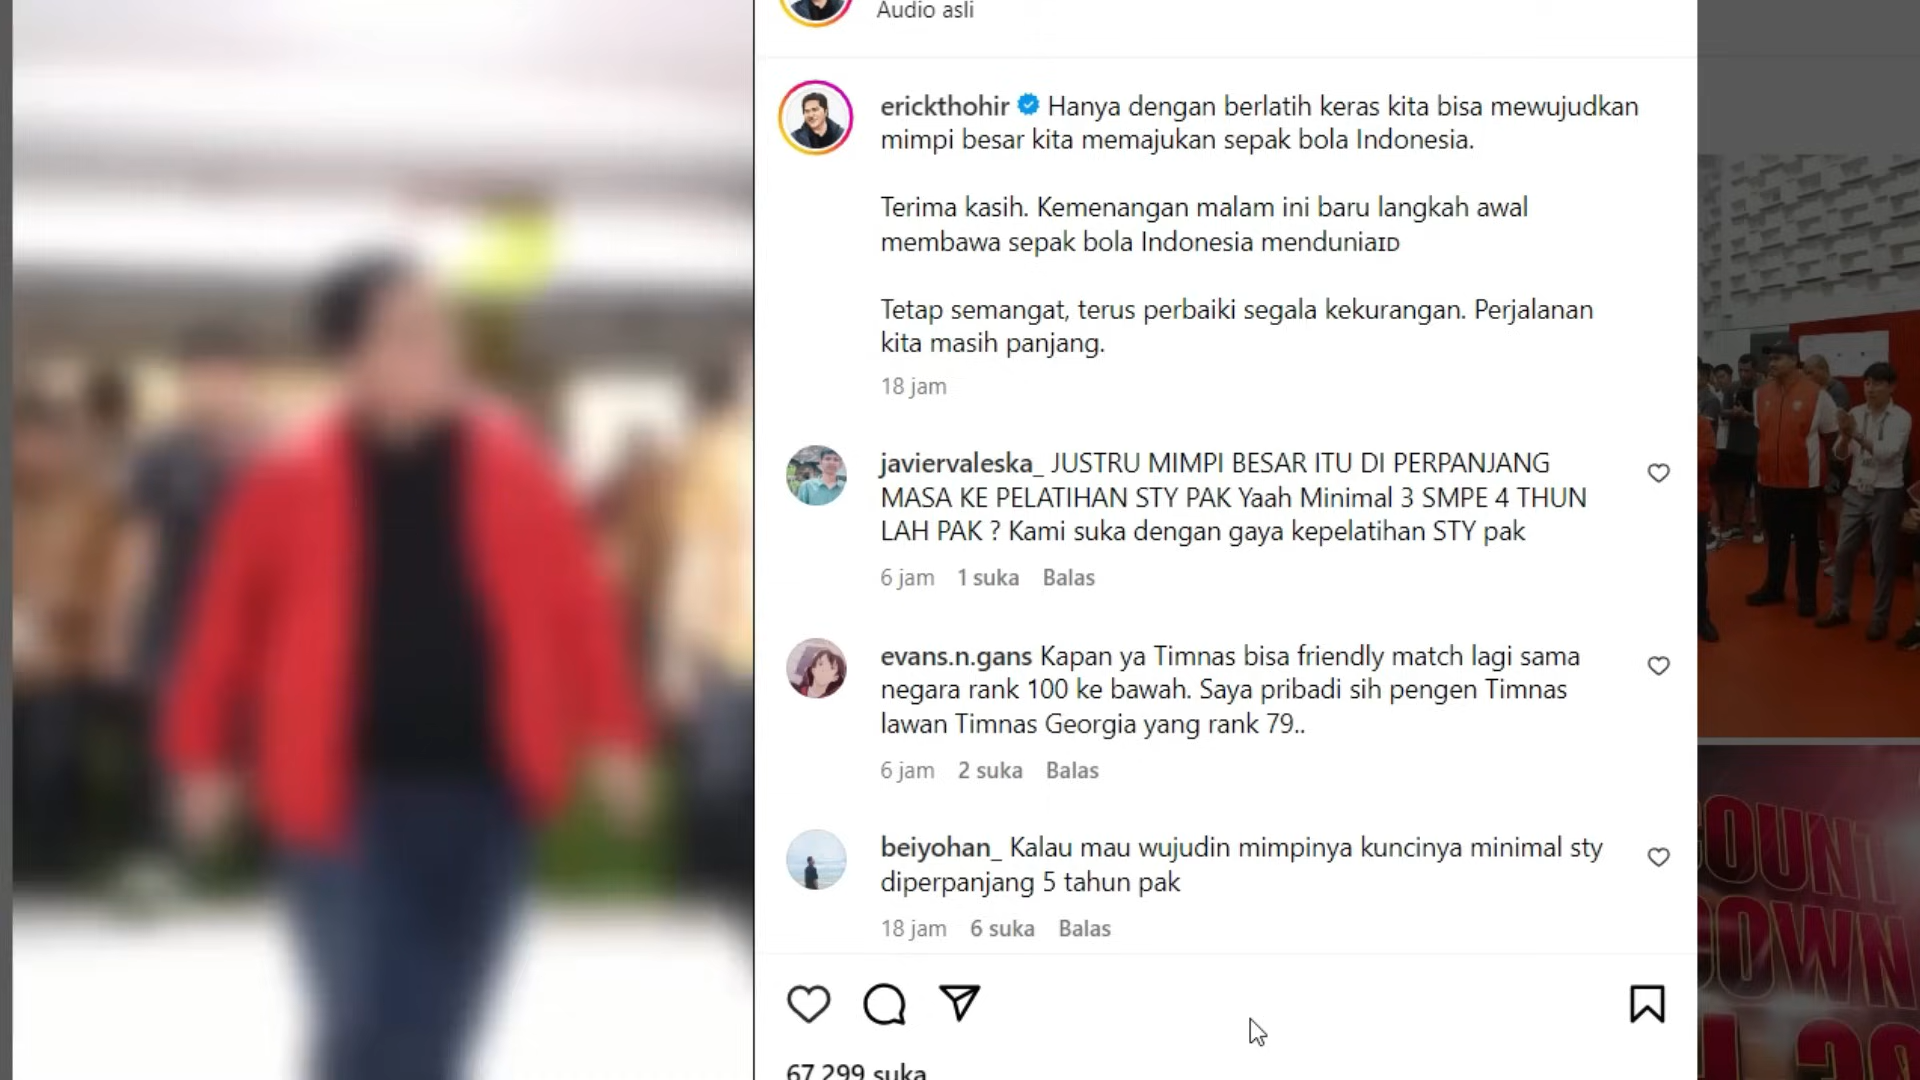 Audio asli
erickthohir Hanya dengan berlatih keras kita bisa mewujudkan
mimpi besar kita memajukan sepak bola Indonesia.
Terima kasih. Kemenangan malam ini baru langkah awal
membawa sepak bola Indonesia menduniaɪᴅ
Tetap semangat, terus perbaiki segala kekurangan. Perjalanan
kita masih panjang.
18 jam
javiervaleska_ JUSTRU MIMPI BESAR ITU DI PERPANJANG
MASA KE PELATIHAN STY PAK Yaah Minimal 3 SMPE 4 THUN
LAH PAK ? Kami suka dengan gaya kepelatihan STY pak
6 jam 1 suka Balas
evans.n.gans Kapan ya Timnas bisa friendly match lagi sama
negara rank 100 ke bawah. Saya pribadi sih pengen Timnas
lawan Timnas Georgia yang rank 79..
6 jam 2 suka Balas
beiyohan_ Kalau mau wujudin mimpinya kuncinya minimal sty
diperpanjang 5 tahun pak
18 jam 6 suka Balas
67.299 suka
COUNT
DOWN